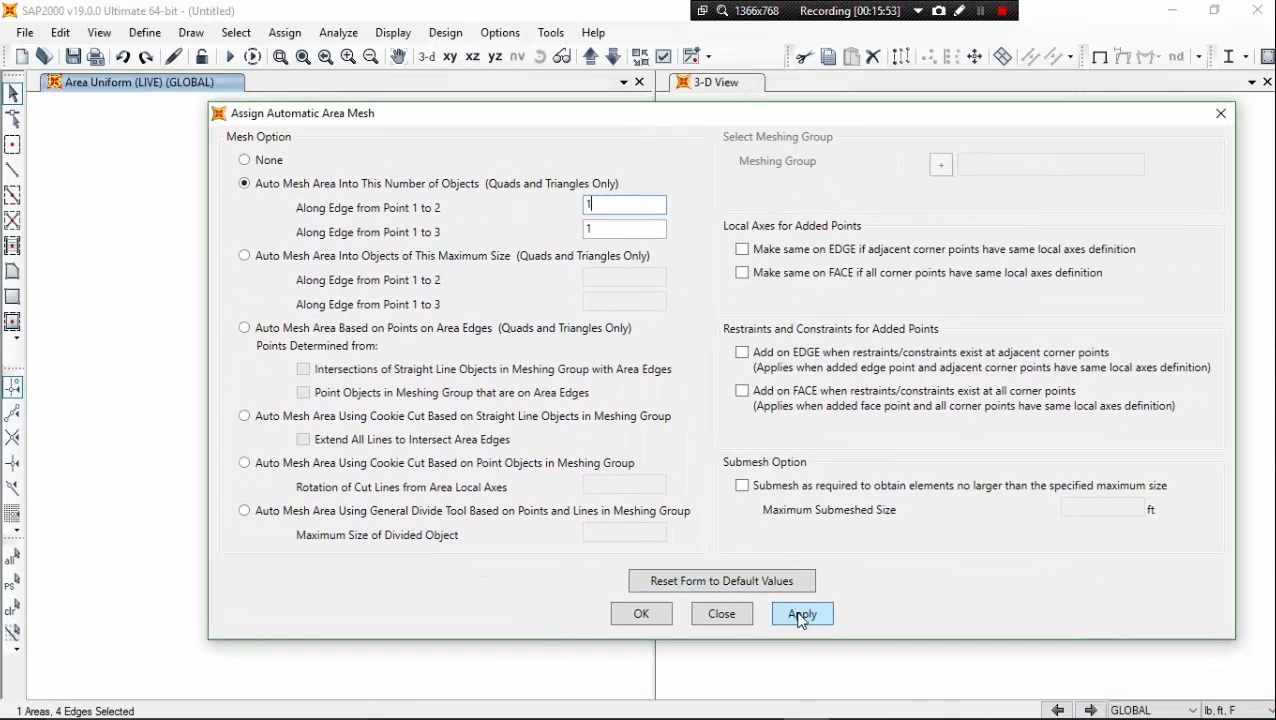 SAP2000 v19.0.0 Ultimate 64-bit - (Untitled)
1366x768 Recording [00:15:53]
File Edit View Define Draw Select Assign Analyze Display Design Options Tools Help
3-d xy xz yz nv nd
Area Uniform (LIVE) (GLOBAL)
3-D View
Assign Automatic Area Mesh
Mesh Option
None
Auto Mesh Area Into This Number of Objects (Quads and Triangles Only)
Along Edge from Point 1 to 2 1
Along Edge from Point 1 to 3 1
Auto Mesh Area Into Objects of This Maximum Size (Quads and Triangles Only)
Along Edge from Point 1 to 2
Along Edge from Point 1 to 3
Auto Mesh Area Based on Points on Area Edges (Quads and Triangles Only)
Points Determined from:
Intersections of Straight Line Objects in Meshing Group with Area Edges
Point Objects in Meshing Group that are on Area Edges
Auto Mesh Area Using Cookie Cut Based on Straight Line Objects in Meshing Group
Extend All Lines to Intersect Area Edges
Auto Mesh Area Using Cookie Cut Based on Point Objects in Meshing Group
Rotation of Cut Lines from Area Local Axes
Auto Mesh Area Using General Divide Tool Based on Points and Lines in Meshing Group
Maximum Size of Divided Object
Select Meshing Group
Meshing Group +
Local Axes for Added Points
Make same on EDGE if adjacent corner points have same local axes definition
Make same on FACE if all corner points have same local axes definition
Restraints and Constraints for Added Points
Add on EDGE when restraints/constraints exist at adjacent corner points
(Applies when added edge point and adjacent corner points have same local axes definition)
Add on FACE when restraints/constraints exist at all corner points
(Applies when added face point and all corner points have same local axes definition)
Submesh Option
Submesh as required to obtain elements no larger than the specified maximum size
Maximum Submeshed Size ft
Reset Form to Default Values
OK Close Apply
all
PS
clr
1 Areas, 4 Edges Selected
GLOBAL lb, ft, F